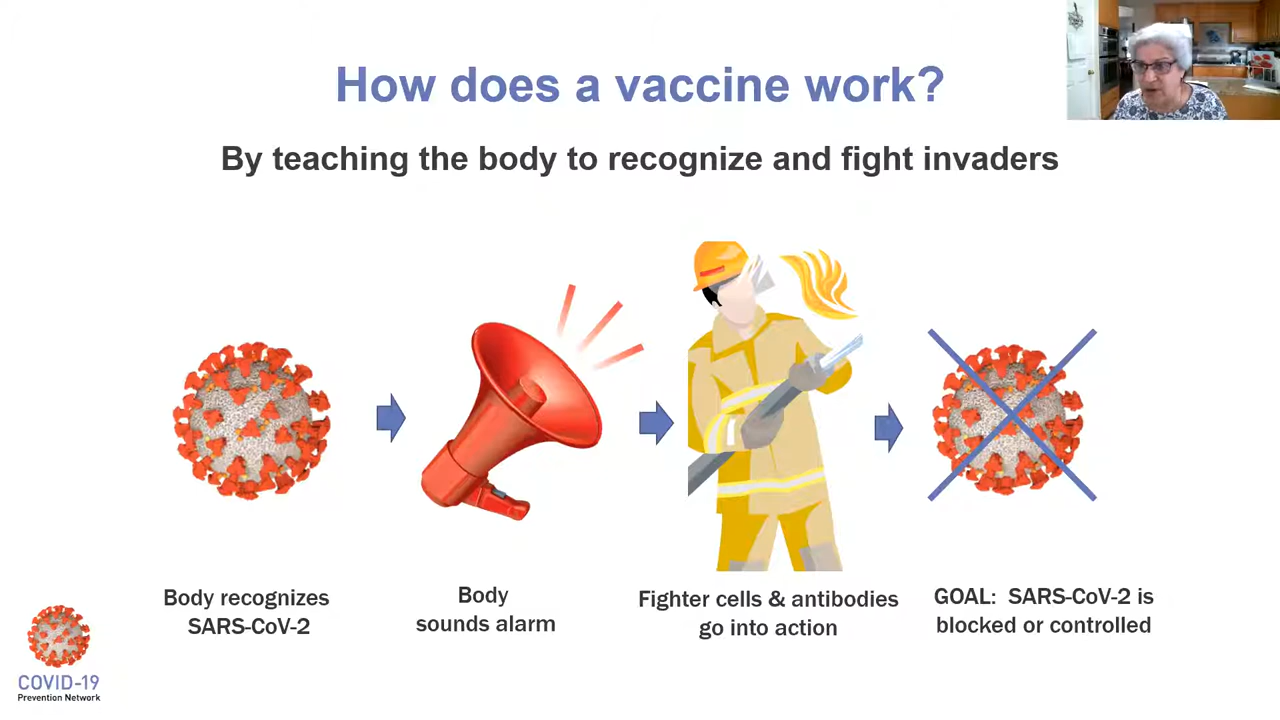 How does a vaccine work?
By teaching the body to recognize and fight invaders
Body recognizes
SARS-CoV-2
Body
sounds alarm
Fighter cells & antibodies
go into action
GOAL: SARS-CoV-2 is
blocked or controlled
COVID-19
Prevention Network